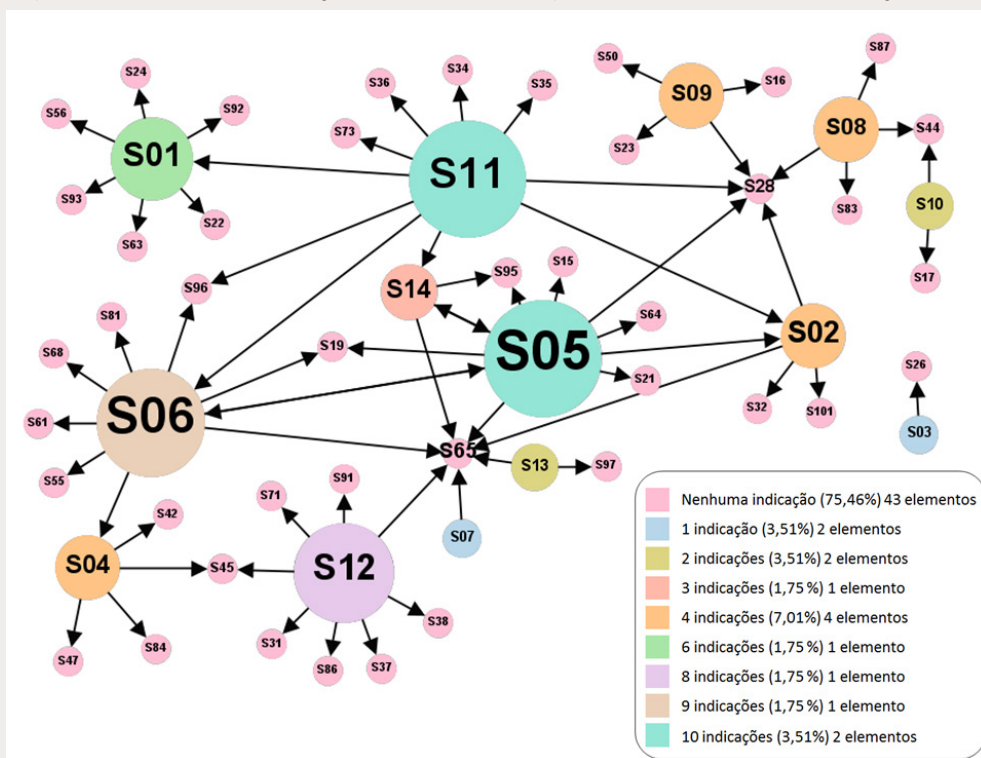 S50
S87
S24
S36
S34
S35
S09
S16
S56
S92
S08
S44
S01
S73
S23
S11
S28
S93
S83
S10
S22
S63
S17
S96
S14
S95
S15
S81
S64
S02
S19
S05
S68
S26
S21
S06
S32
S101
S61
S03
S65
S13
S97
S55
S71
S91
S42
S07
S04
S45
S12
S38
S31
S84
S47
S86
S37
Nenhuma indicação (75,46%) 43 elementos
1 indicação (3,51%) 2 elementos
2 indicações (3,51%) 2 elementos
3 indicações (1,75%) 1 elemento
4 indicações (7,01%) 4 elementos
6 indicações (1,75%) 1 elemento
8 indicações (1,75%) 1 elemento
9 indicações (1,75%) 1 elemento
10 indicações (3,51%) 2 elementos